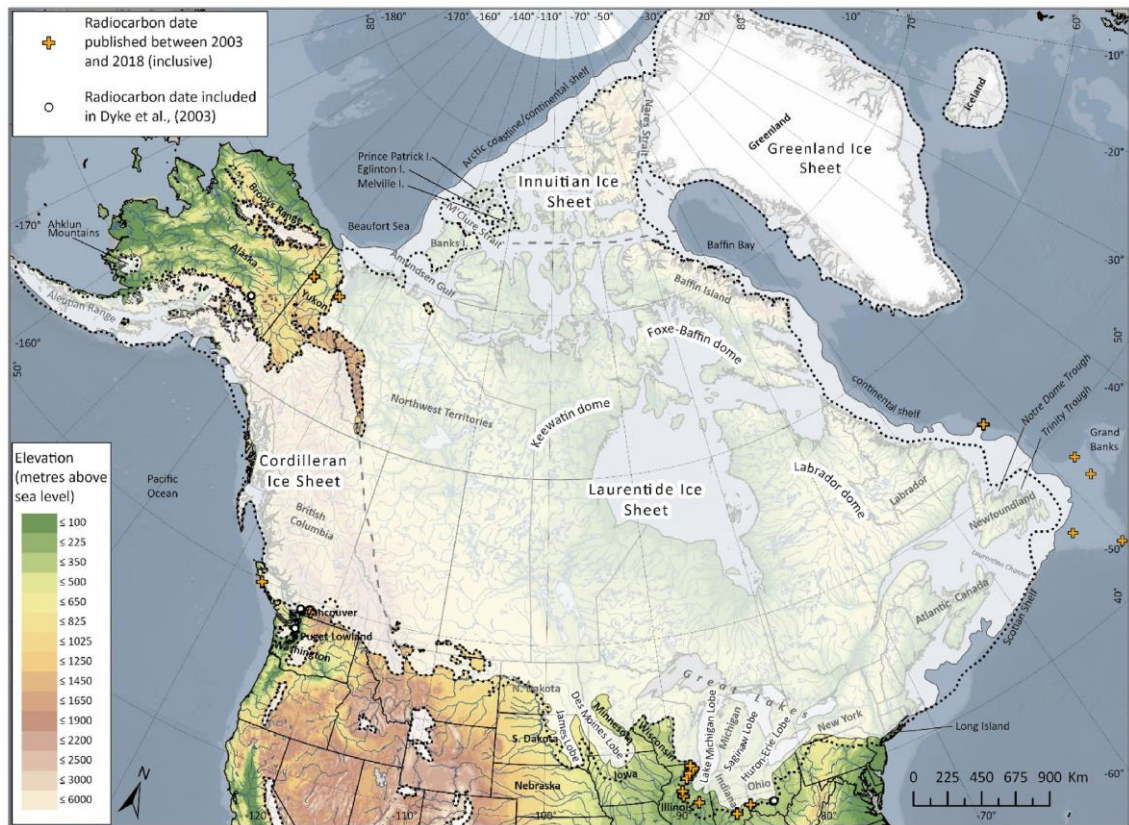 Radiocarbon date
published between 2003
and 2018 (inclusive)
Radiocarbon date included
in Dyke et al., (2003)
80°
-170°
-160°
-140°
110°
-70°
-50°
-30°
80°
70°
60°
-10°
-20°
-30°
-40°
-50°
40°
-60°
-70°
-80°
-90°
-100°
-110°
-120°
50°
-160°
-170°
70°
Arctic coastline/continental shelf
Nares Strait
Iceland
Greenland
Greenland Ice
Sheet
Prince Patrick I.
Eglinton I.
Melville I.
Innuitian Ice
Sheet
M'Clure Strait
Banks I.
Beaufort Sea
Amundsen Gulf
Baffin Bay
Baffin Island
Brooks Range
Ahklun
Mountains
Alaska
Yukon
Aleutian Range
Foxe-Baffin dome
continental shelf
Notre Dome Trough
Trinity Trough
Grand
Banks
Northwest Territories
Keewatin dome
Cordilleran
Ice Sheet
Laurentide Ice
Sheet
Labrador dome
Labrador
Newfoundland
Laurentian Channel
Atlantic Canada
Scotian Shelf
Pacific
Ocean
British
Columbia
Vancouver
Puget Lowland
Washington
Great Lakes
N. Dakota
S. Dakota
Nebraska
James Lobe
Des Moines Lobe
Minnesota
Wisconsin
Iowa
Illinois
Lake Michigan Lobe
Michigan
Saginaw Lobe
Huron-Erie Lobe
Indiana
Ohio
New York
Long Island
Elevation
(metres above
sea level)
≤ 100
≤ 225
≤ 350
≤ 500
≤ 650
≤ 825
≤ 1025
≤ 1250
≤ 1450
≤ 1650
≤ 1900
≤ 2200
≤ 2500
≤ 3000
≤ 6000
N
0 225 450 675 900 Km